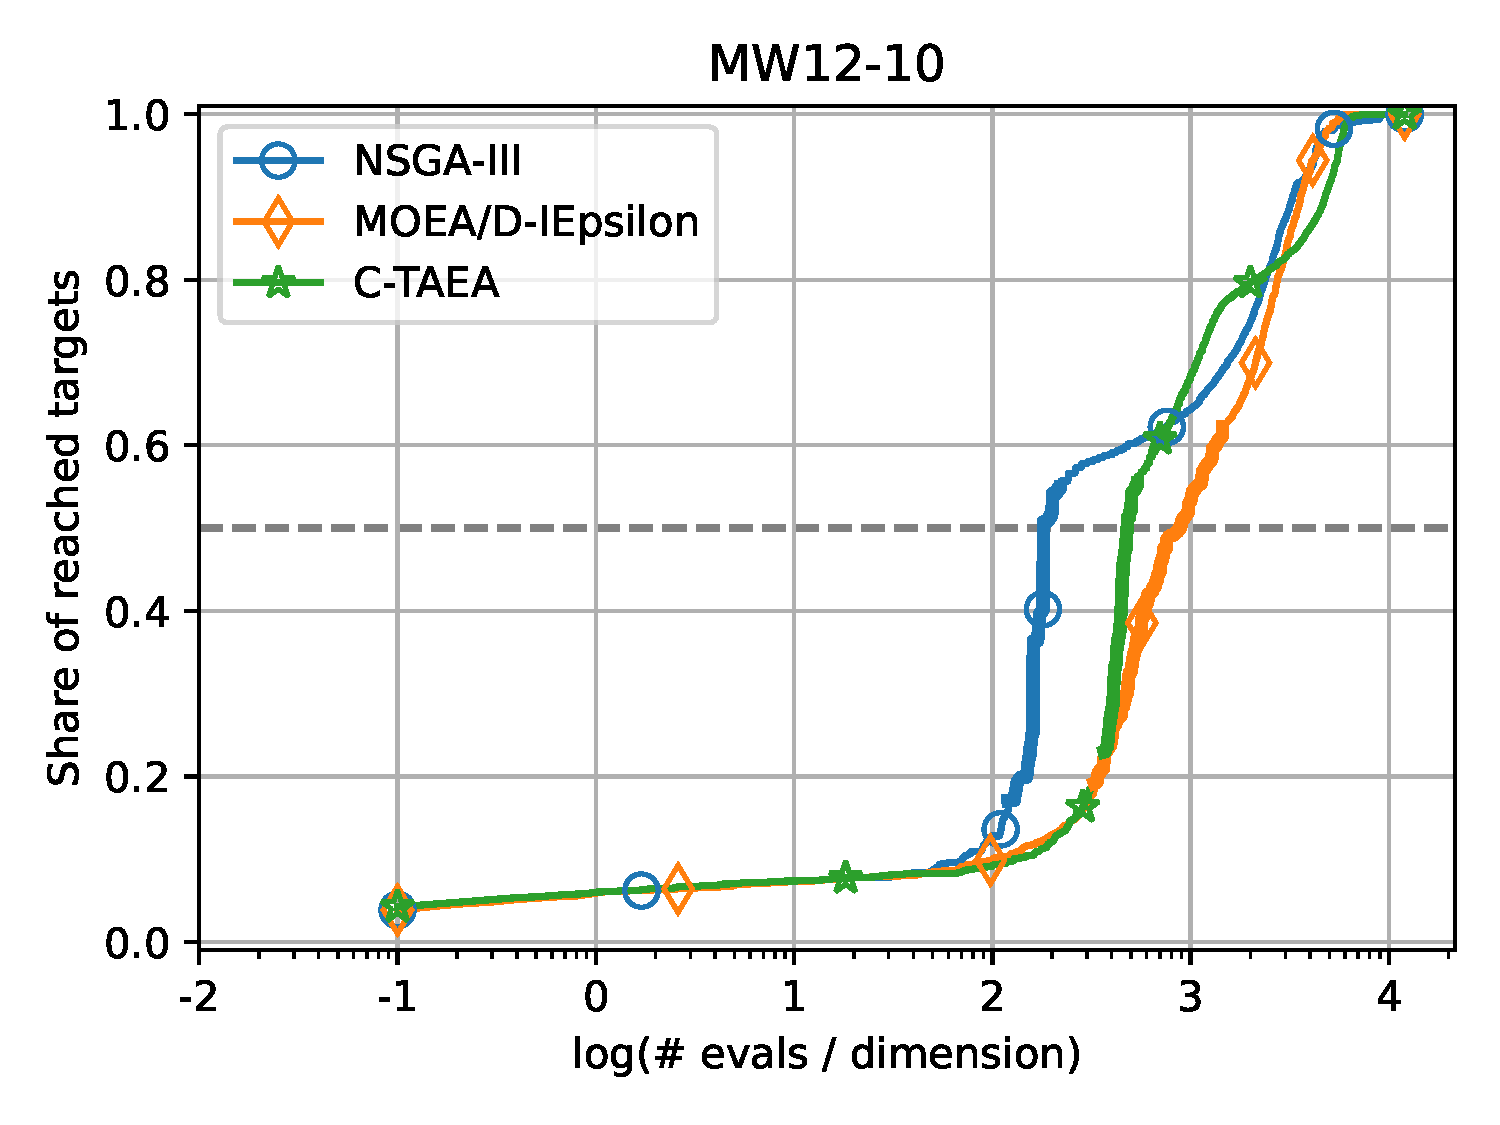 MW12-10
NSGA-III
MOEA/D-IEpsilon
C-TAEA
Share of reached targets
1.0
0.8
0.6
0.4
0.2
0.0
-2 -1 0 1 2 3 4
log(# evals / dimension)